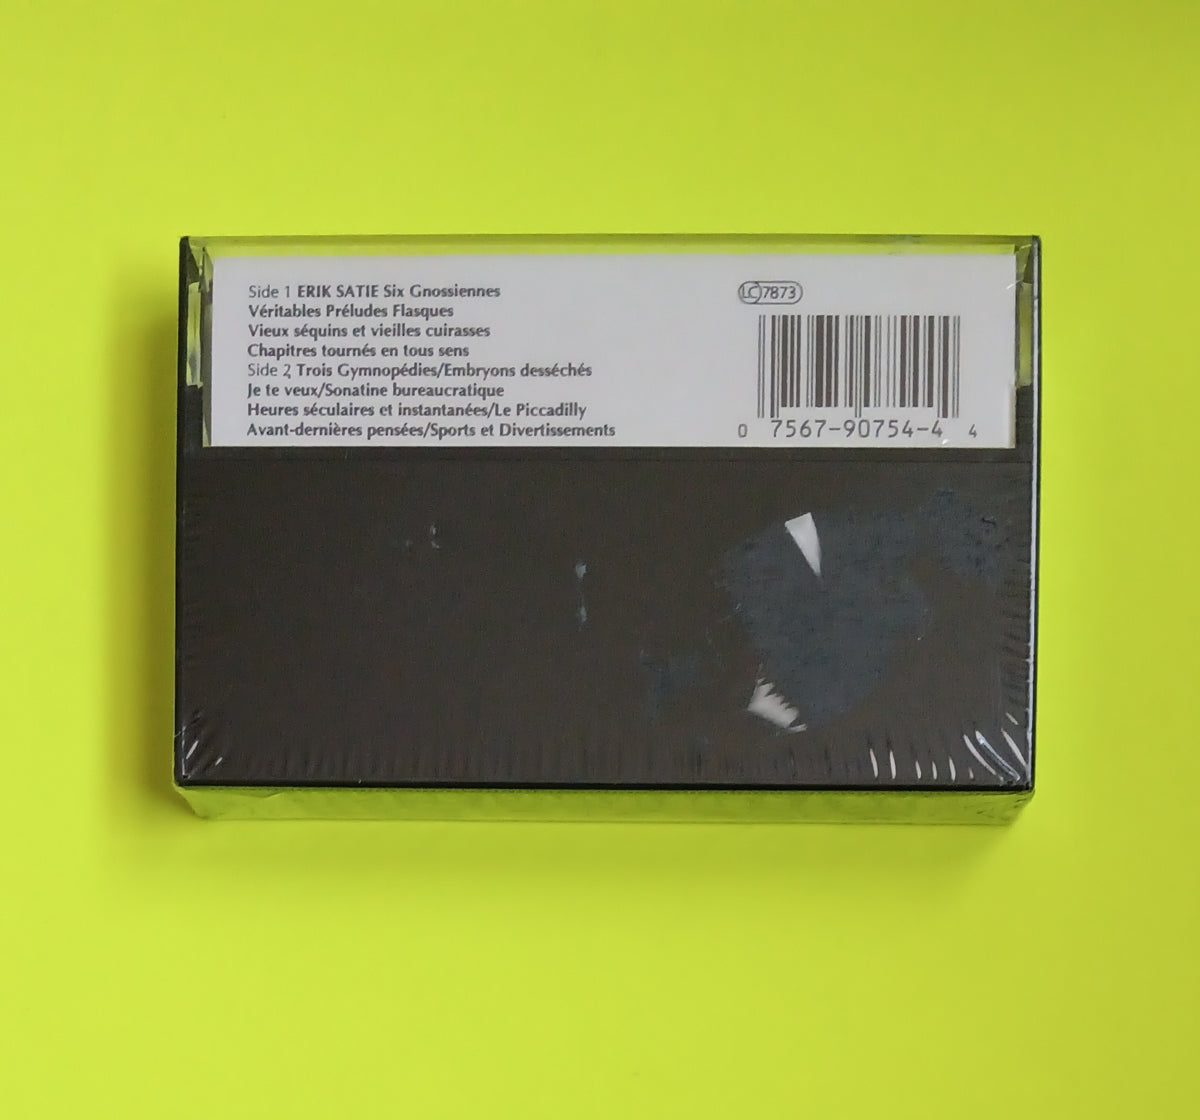 Side 1 ERIK SATIE Six Gnossiennes
Véritables Préludes Flasques
Vieux séquins et vieilles cuirasses
Chapitres tournés en tous sens
Side 2 Trois Gymnopédies/Embryons desséchés
Je te veux/Sonatine bureaucratique
Heures séculaires et instantanées/Le Piccadilly
Avant-dernières pensées/Sports et Divertissements
LC 7873
0 7567-90754-4 4